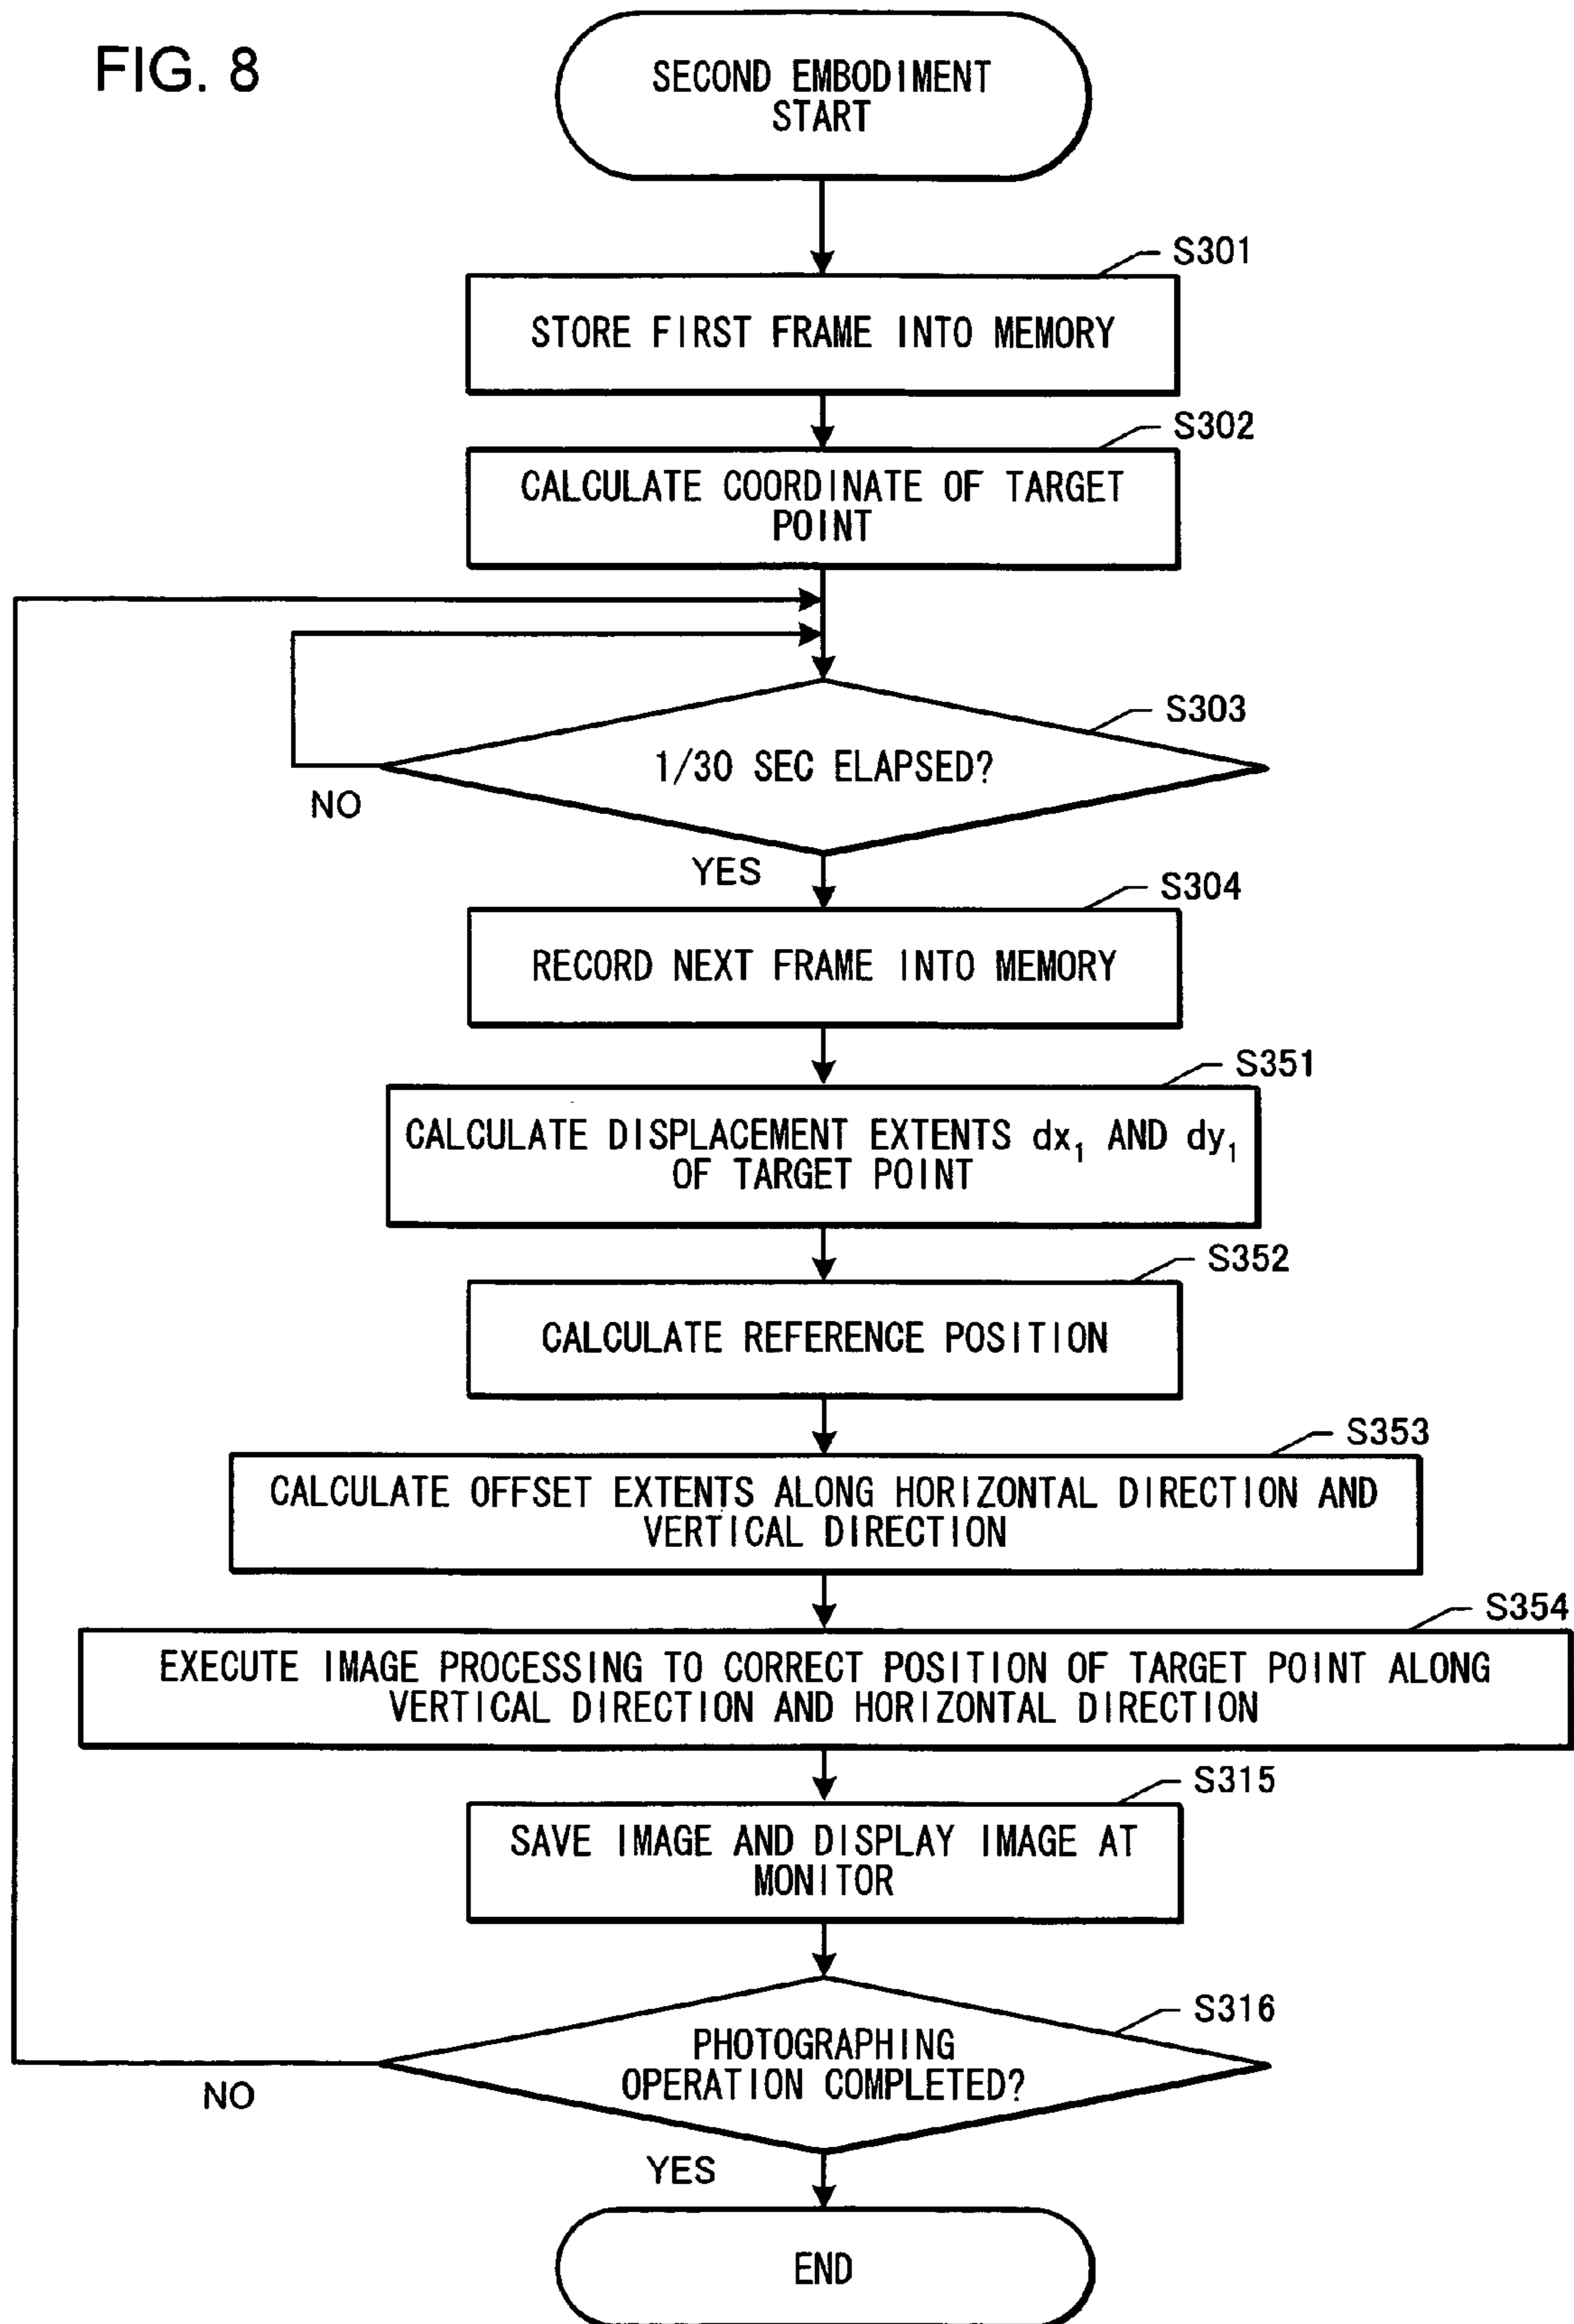 FIG. 8
SECOND EMBODIMENT
START
S301
STORE FIRST FRAME INTO MEMORY
S302
CALCULATE COORDINATE OF TARGET
POINT
S303
1/30 SEC ELAPSED?
NO
YES
S304
RECORD NEXT FRAME INTO MEMORY
S351
CALCULATE DISPLACEMENT EXTENTS dx₁ AND dy₁
OF TARGET POINT
S352
CALCULATE REFERENCE POSITION
S353
CALCULATE OFFSET EXTENTS ALONG HORIZONTAL DIRECTION AND
VERTICAL DIRECTION
S354
EXECUTE IMAGE PROCESSING TO CORRECT POSITION OF TARGET POINT ALONG
VERTICAL DIRECTION AND HORIZONTAL DIRECTION
S315
SAVE IMAGE AND DISPLAY IMAGE AT
MONITOR
S316
PHOTOGRAPHING
OPERATION COMPLETED?
NO
YES
END